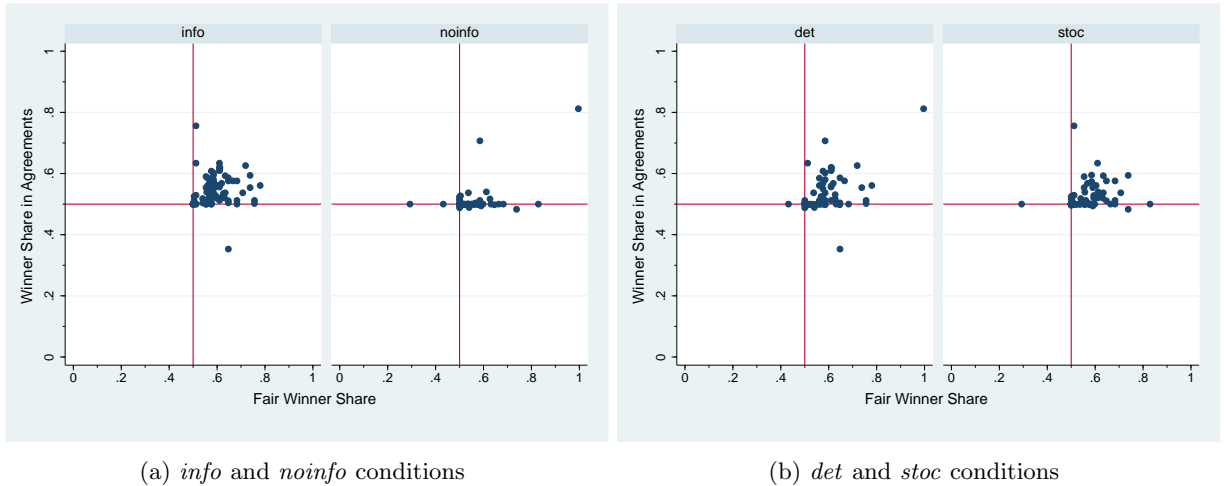 info
noinfo
1
.8
.6
.4
.2
0
Winner Share in Agreements
0 .2 .4 .6 .8 1
0 .2 .4 .6 .8 1
Fair Winner Share
(a) info and noinfo conditions
det
stoc
1
.8
.6
.4
.2
0
Winner Share in Agreements
0 .2 .4 .6 .8 1
0 .2 .4 .6 .8 1
Fair Winner Share
(b) det and stoc conditions